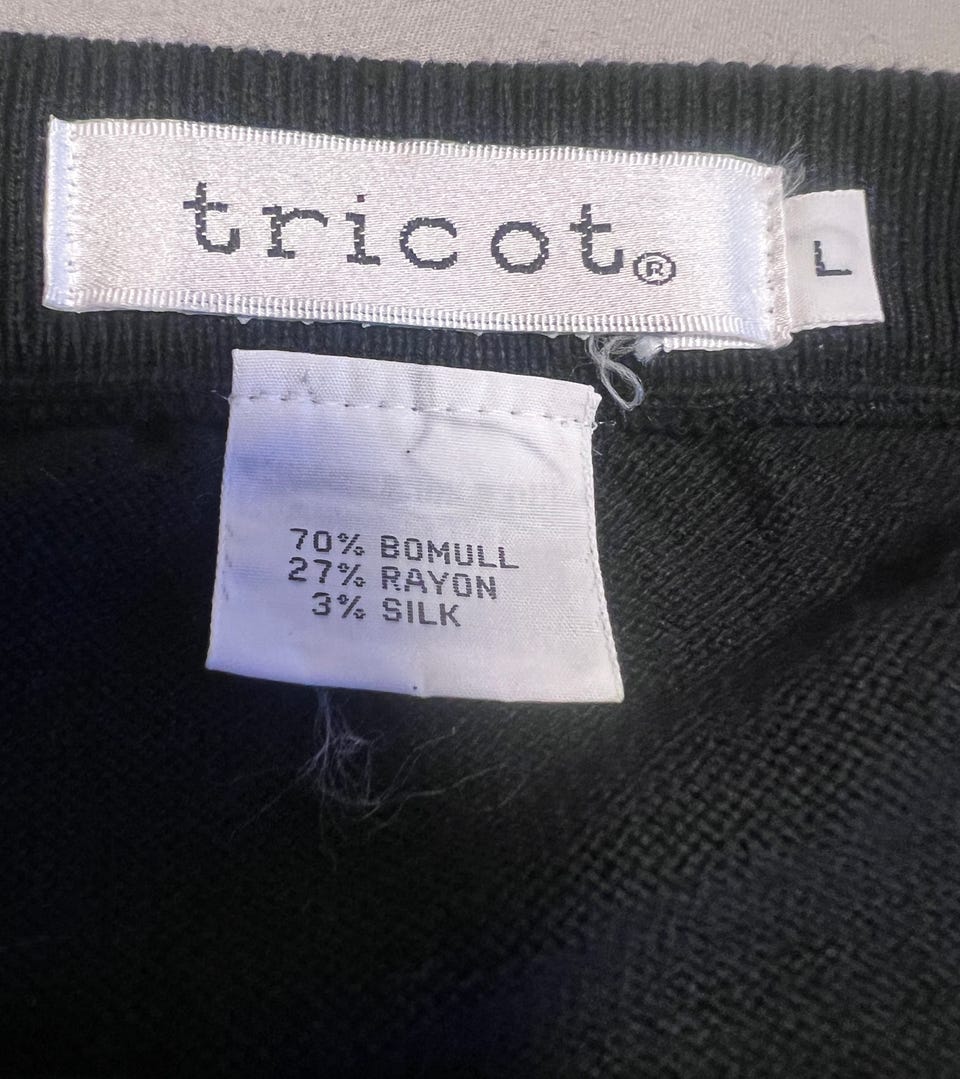 tricot®
L
70% BOMULL
27% RAYON
3% SILK